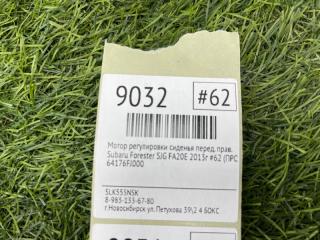 9032
#62
Мотор регулировки сиденья перед. прав.
Subaru Forester SJG FA20E 2013г #62 (ПРС
64176FJ000
SLK555NSK
8-983-133-67-80
г.Новосибирск ул. Петухова 39\2 4 БОКС